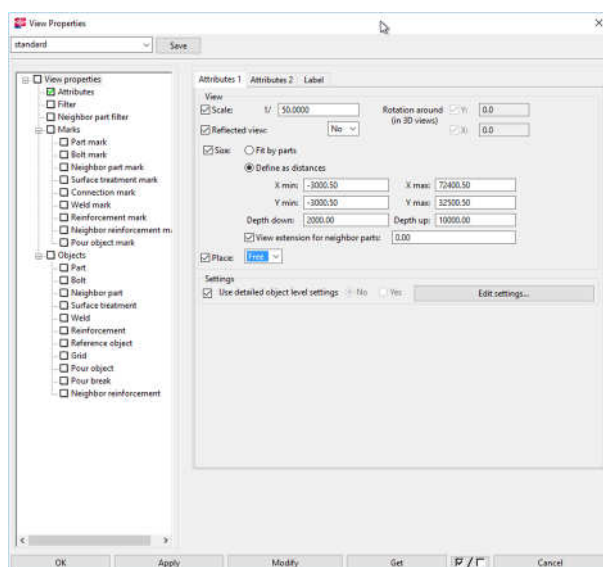 View Properties
standard Save
View properties
Attributes
Filter
Neighbor part filter
Marks
Part mark
Bolt mark
Neighbor part mark
Surface treatment mark
Connection mark
Weld mark
Reinforcement mark
Neighbor reinforcement m
Pour object mark
Objects
Part
Bolt
Neighbor part
Surface treatment
Weld
Reinforcement
Reference object
Grid
Pour object
Pour break
Neighbor reinforcement
Attributes 1 Attributes 2 Label
View
Scale: 1/ 50.0000 Rotation around Y: 0.0
(in 3D views)
Reflected view: No X: 0.0
Size: Fit by parts
Define as distances
X min: -3000.50 X max: 72400.50
Y min: -3000.50 Y max: 32500.50
Depth down: 2000.00 Depth up: 10000.00
View extension for neighbor parts: 0.00
Place: Free
Settings
Use detailed object level settings No Yes Edit settings...
OK Apply Modify Get Cancel